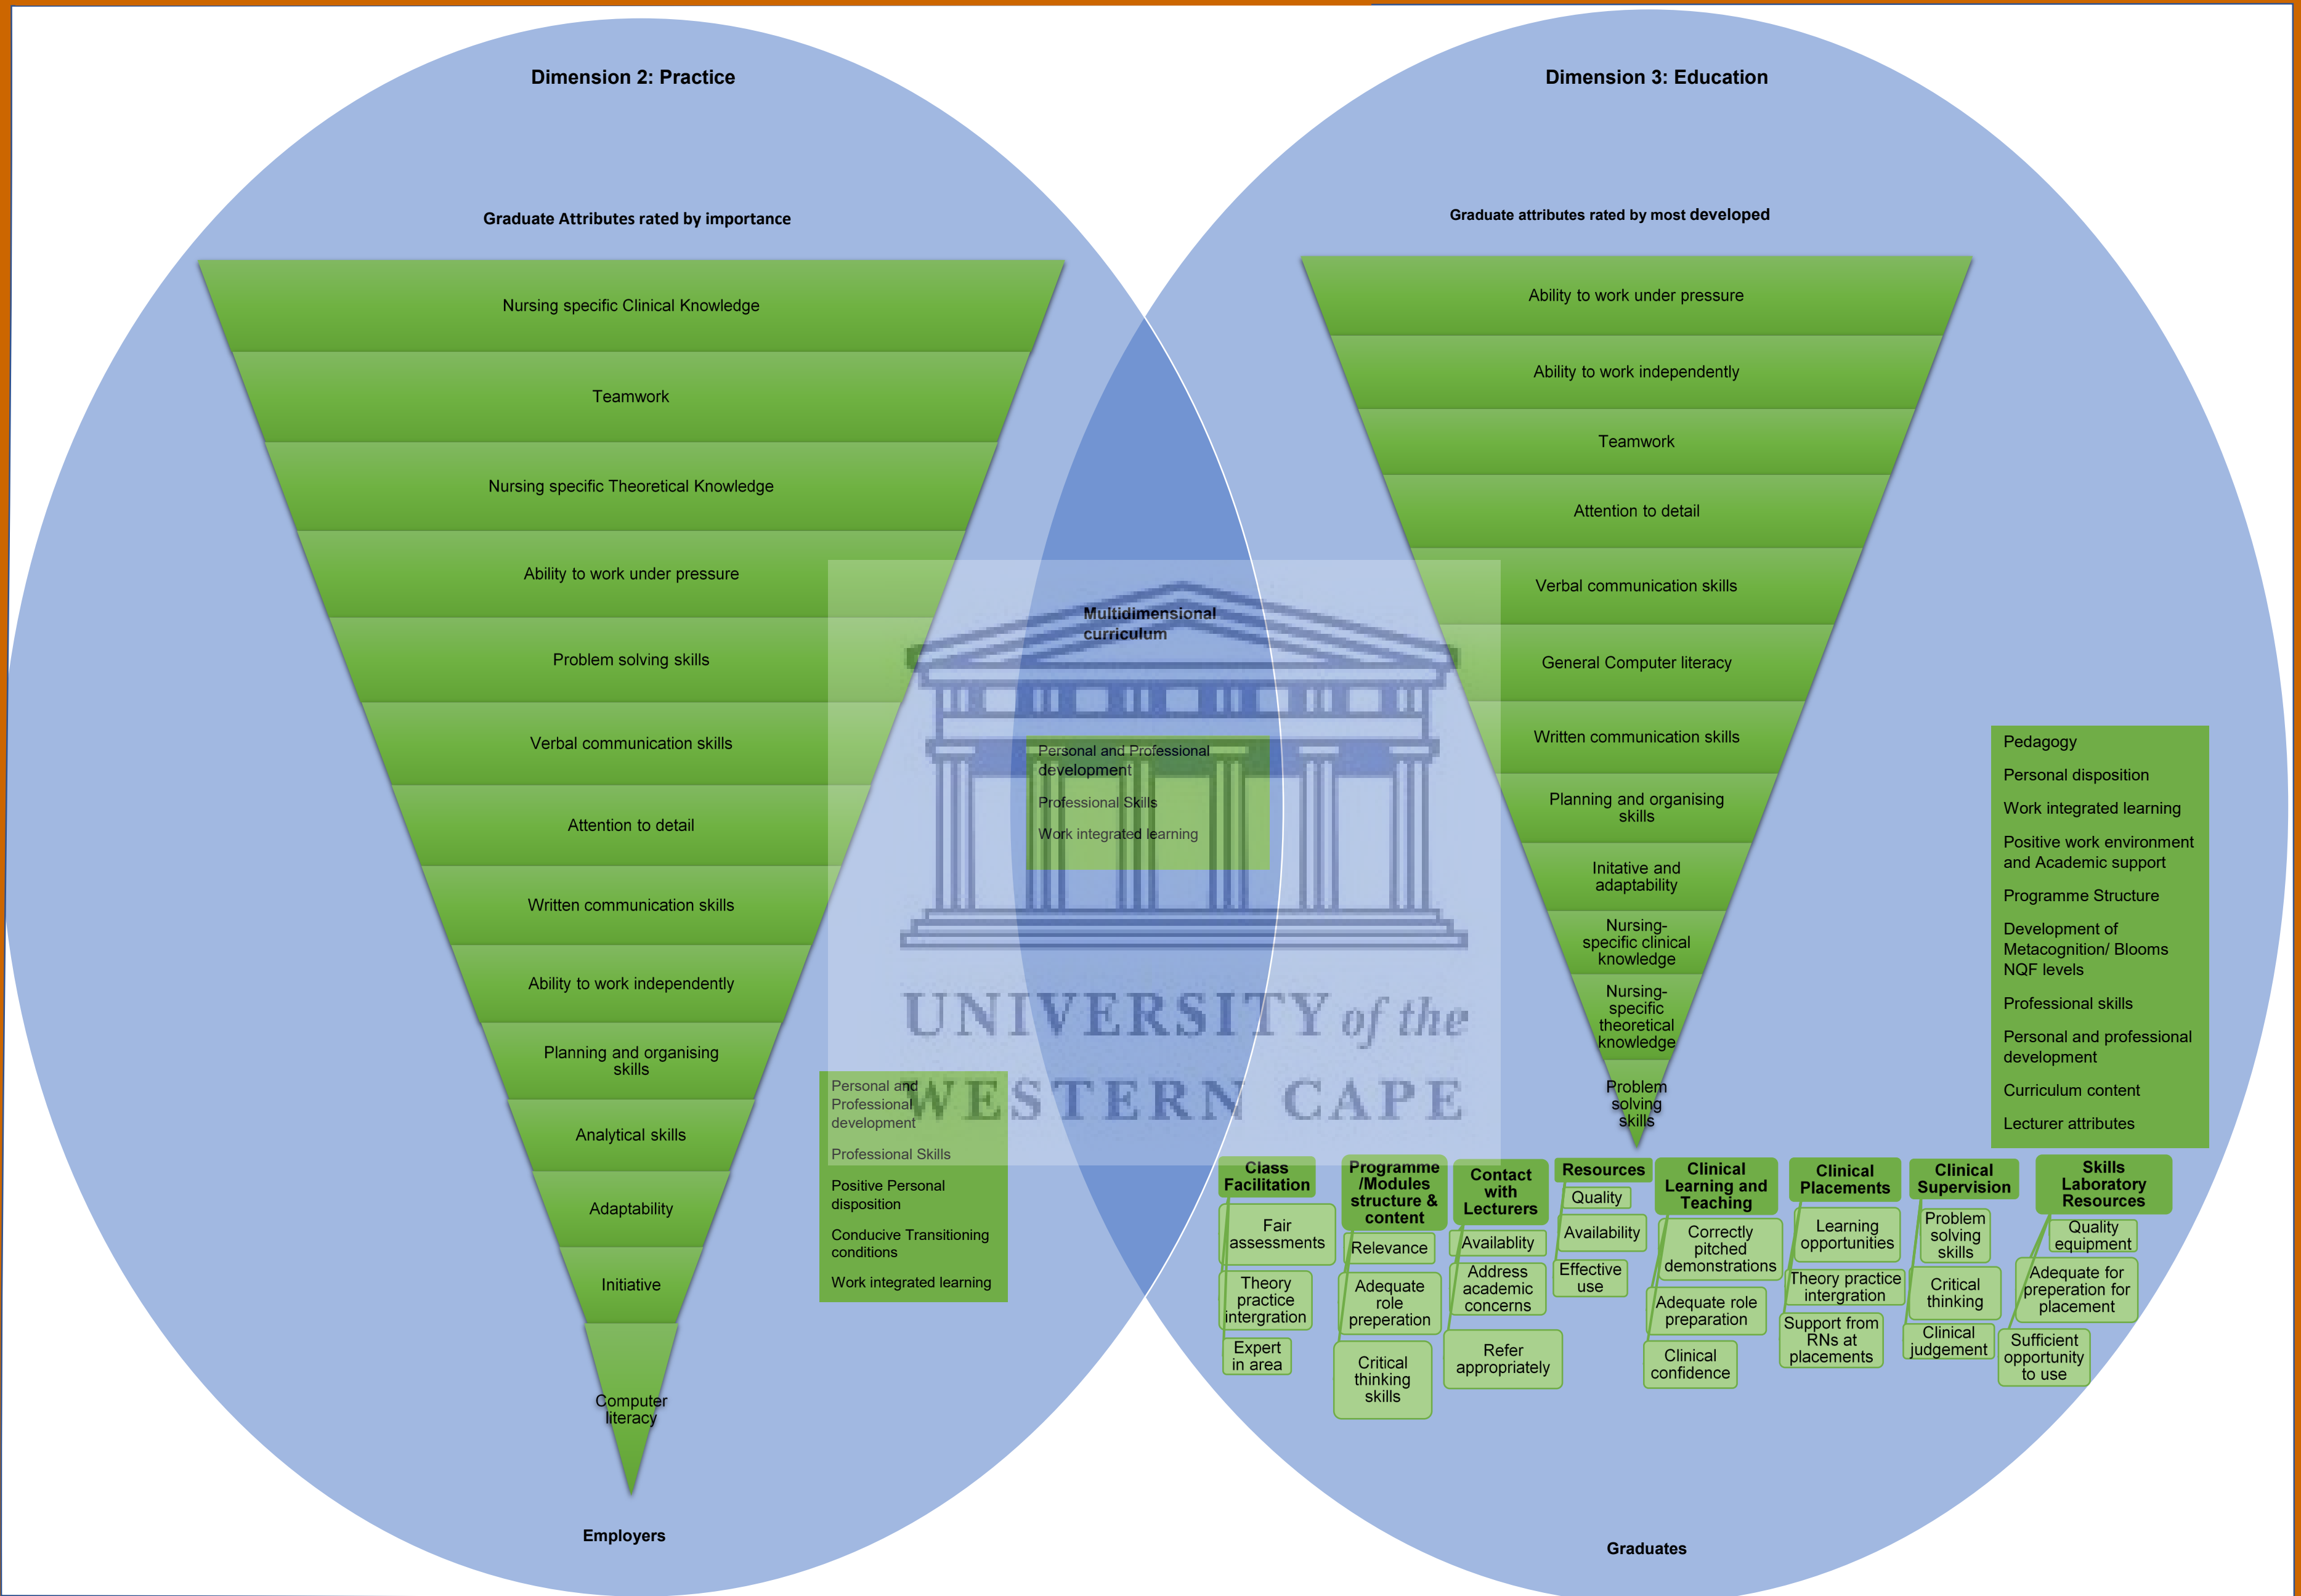 Dimension 2: Practice
Graduate Attributes rated by importance
Nursing specific Clinical Knowledge
Teamwork
Nursing specific Theoretical Knowledge
Ability to work under pressure
Problem solving skills
Verbal communication skills
Attention to detail
Written communication skills
Ability to work independently
Planning and organising
skills
Analytical skills
Adaptability
Initiative
Computer
literacy
Employers
Personal and
Professional
development
Professional Skills
Positive Personal
disposition
Conducive Transitioning
conditions
Work integrated learning
Multidimensional
curriculum
Personal and Professional
development
Professional Skills
Work integrated learning
UNIVERSITY of the
WESTERN CAPE
Dimension 3: Education
Graduate attributes rated by most developed
Ability to work under pressure
Ability to work independently
Teamwork
Attention to detail
Verbal communication skills
General Computer literacy
Written communication skills
Planning and organising
skills
Initative and
adaptability
Nursing-
specific clinical
knowledge
Nursing-
specific
theoretical
knowledge
Problem
solving
skills
Pedagogy
Personal disposition
Work integrated learning
Positive work environment
and Academic support
Programme Structure
Development of
Metacognition/ Blooms
NQF levels
Professional skills
Personal and professional
development
Curriculum content
Lecturer attributes
Class
Facilitation
Fair
assessments
Theory
practice
intergration
Expert
in area
Programme
/Modules
structure &
content
Relevance
Adequate
role
preperation
Critical
thinking
skills
Contact
with
Lecturers
Availablity
Address
academic
concerns
Refer
appropriately
Resources
Quality
Availability
Effective
use
Clinical
Learning and
Teaching
Correctly
pitched
demonstrations
Adequate role
preparation
Clinical
confidence
Clinical
Placements
Learning
opportunities
Theory practice
intergration
Support from
RNs at
placements
Clinical
Supervision
Problem
solving
skills
Critical
thinking
Clinical
judgement
Skills
Laboratory
Resources
Quality
equipment
Adequate for
preperation for
placement
Sufficient
opportunity
to use
Graduates